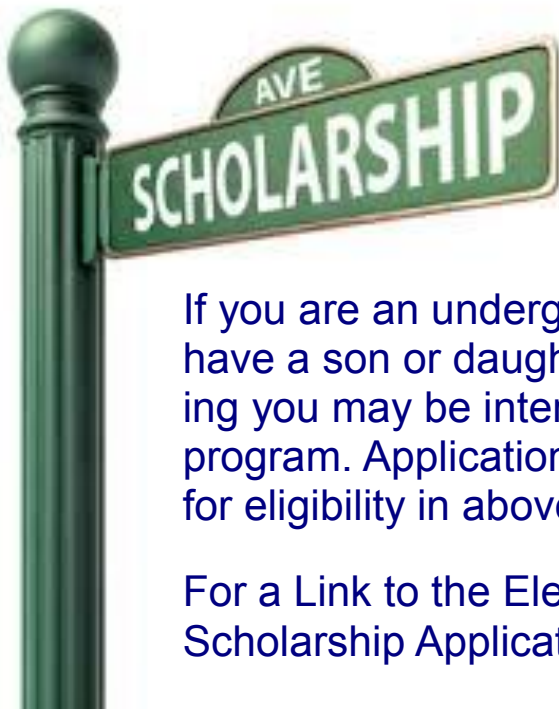 AVE
SCHOLARSHIP
If you are an underg
have a son or daugh
ing you may be inter
program. Application
for eligibility in above
For a Link to the Ele
Scholarship Applicat